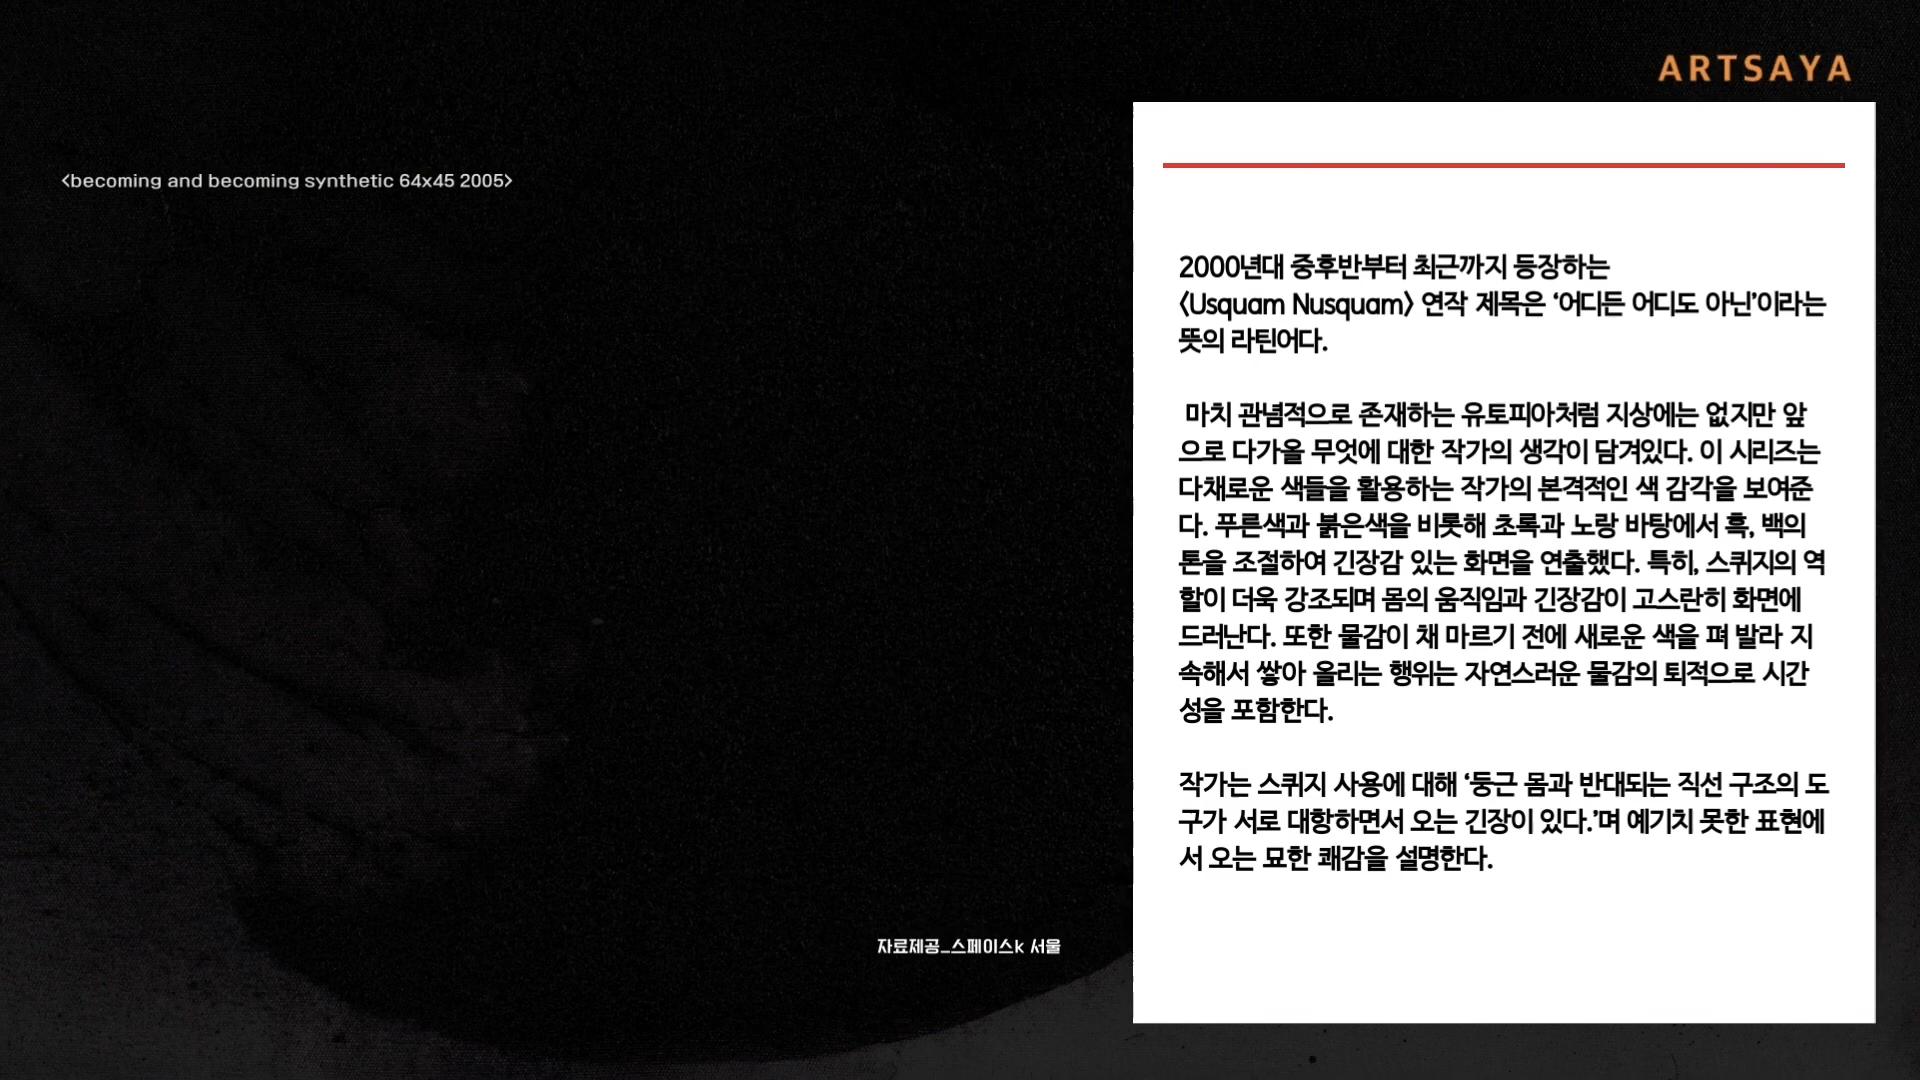 ARTSAYA
<becoming and becoming synthetic 64x45 2005>
2000년대 중후반부터 최근까지 등장하는
<Usquam Nusquam> 연작 제목은 ‘어디든 어디도 아닌’이라는
뜻의 라틴어다.
마치 관념적으로 존재하는 유토피아처럼 지상에는 없지만 앞
으로 다가올 무엇에 대한 작가의 생각이 담겨있다. 이 시리즈는
다채로운 색들을 활용하는 작가의 본격적인 색 감각을 보여준
다. 푸른색과 붉은색을 비롯해 초록과 노랑 바탕에서 흑, 백의
톤을 조절하여 긴장감 있는 화면을 연출했다. 특히, 스퀴지의 역
할이 더욱 강조되며 몸의 움직임과 긴장감이 고스란히 화면에
드러난다. 또한 물감이 채 마르기 전에 새로운 색을 펴 발라 지
속해서 쌓아 올리는 행위는 자연스러운 물감의 퇴적으로 시간
성을 포함한다.
작가는 스퀴지 사용에 대해 ‘둥근 몸과 반대되는 직선 구조의 도
구가 서로 대항하면서 오는 긴장이 있다.’며 예기치 못한 표현에
서 오는 묘한 쾌감을 설명한다.
자료제공_스페이스k 서울